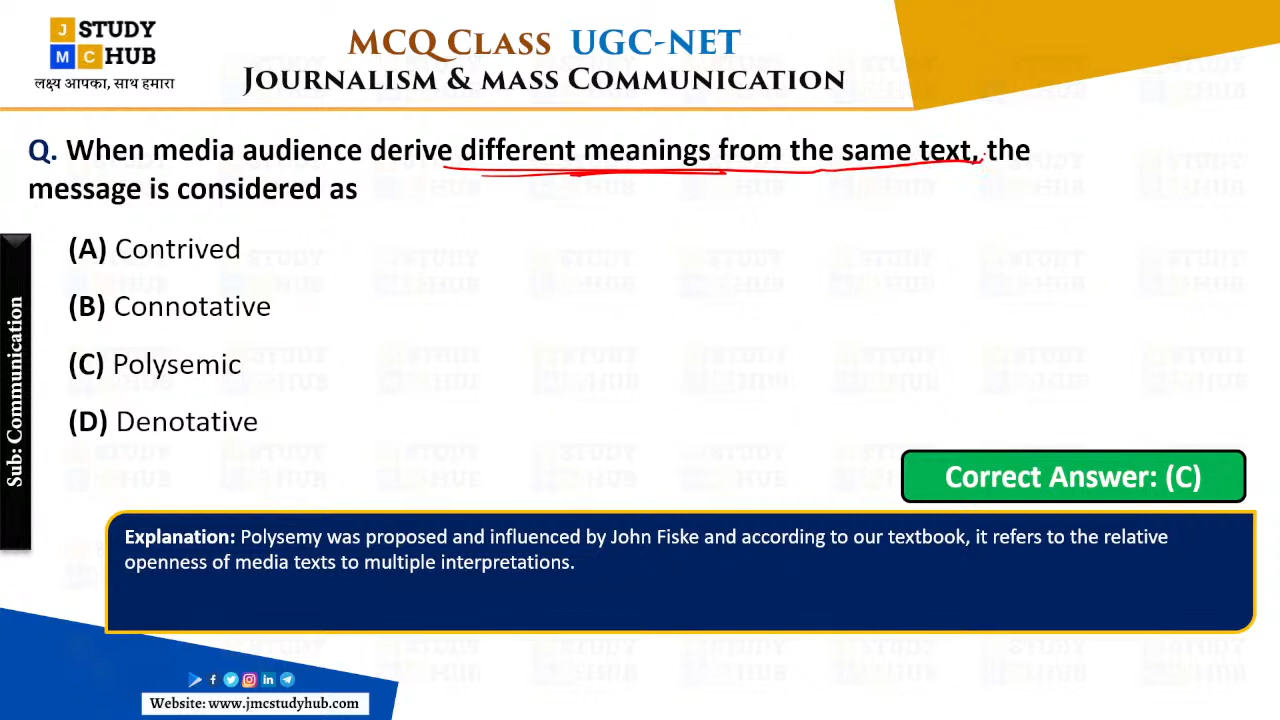 J STUDY
MC HUB
लक्ष्य आपका, साथ हमारा
MCQ Class UGC-NET
Journalism & mass Communication
Q. When media audience derive different meanings from the same text, the
message is considered as
(A) Contrived
(B) Connotative
(C) Polysemic
(D) Denotative
Sub: Communication
Correct Answer: (C)
Explanation: Polysemy was proposed and influenced by John Fiske and according to our textbook, it refers to the relative
openness of media texts to multiple interpretations.
Website: www.jmcstudyhub.com